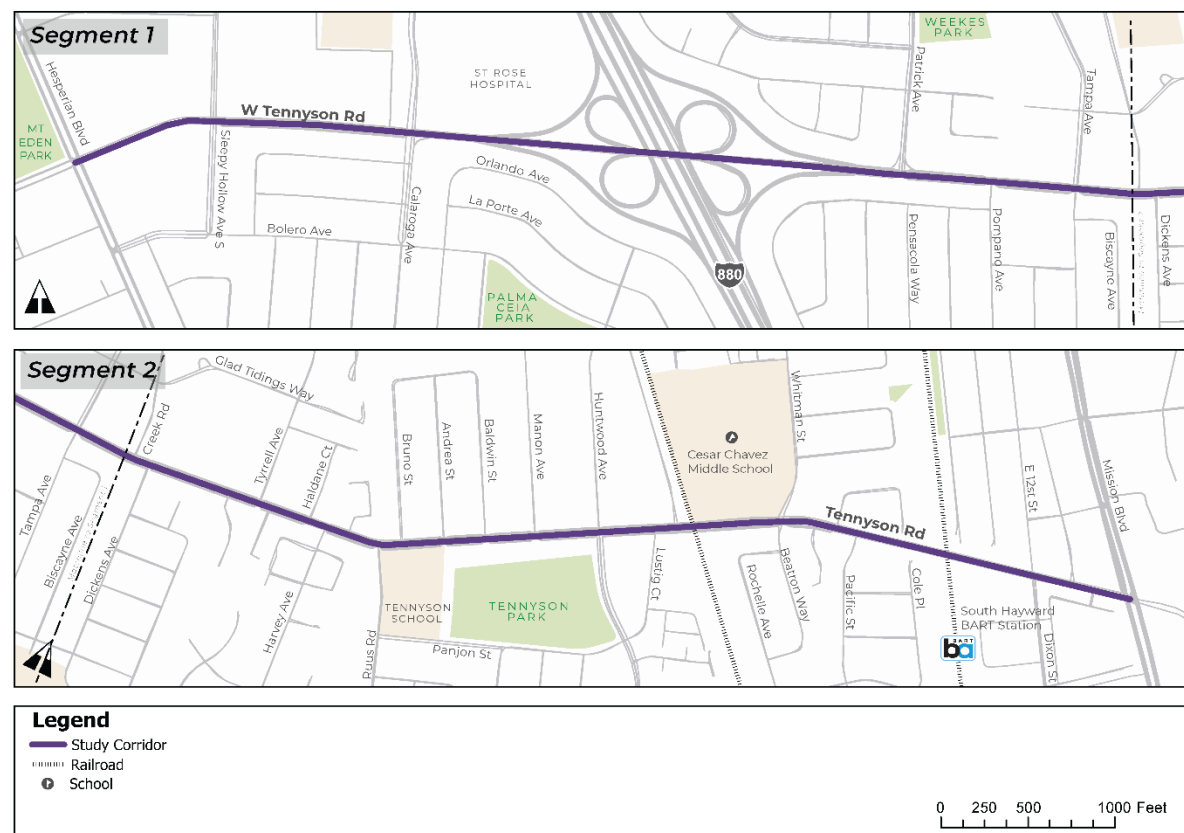 Segment 1
WEEKES
PARK
Hesperian Blvd
ST ROSE
HOSPITAL
Patrick Ave
Tampa Ave
W Tennyson Rd
MT
EDEN
PARK
Sleepy Hollow Ave S
Orlando Ave
Calaroga Ave
La Porte Ave
Bolero Ave
Pensacola Way
Pompano Ave
Biscayne Ave
Dickens Ave
880
PALMA
CEIA
PARK
Segment 2
Glad Tidings Way
Creek Rd
Tyrrell Ave
Haldane Ct
Bruno St
Andrea St
Baldwin St
Manon Ave
Huntwood Ave
Whitman St
Cesar Chavez
Middle School
Tampa Ave
E 12st St
Mission Blvd
Tennyson Rd
Biscayne Ave
Dickens Ave
Harvey Ave
TENNYSON
SCHOOL
TENNYSON
PARK
Lustig Ct
Rochelle Ave
Beatron Way
Pacific St
Cole Pl
South Hayward
BART Station
BART
ba
Dixon St
Ruus Rd
Panjon St
Legend
Study Corridor
Railroad
School
0 250 500 1000 Feet